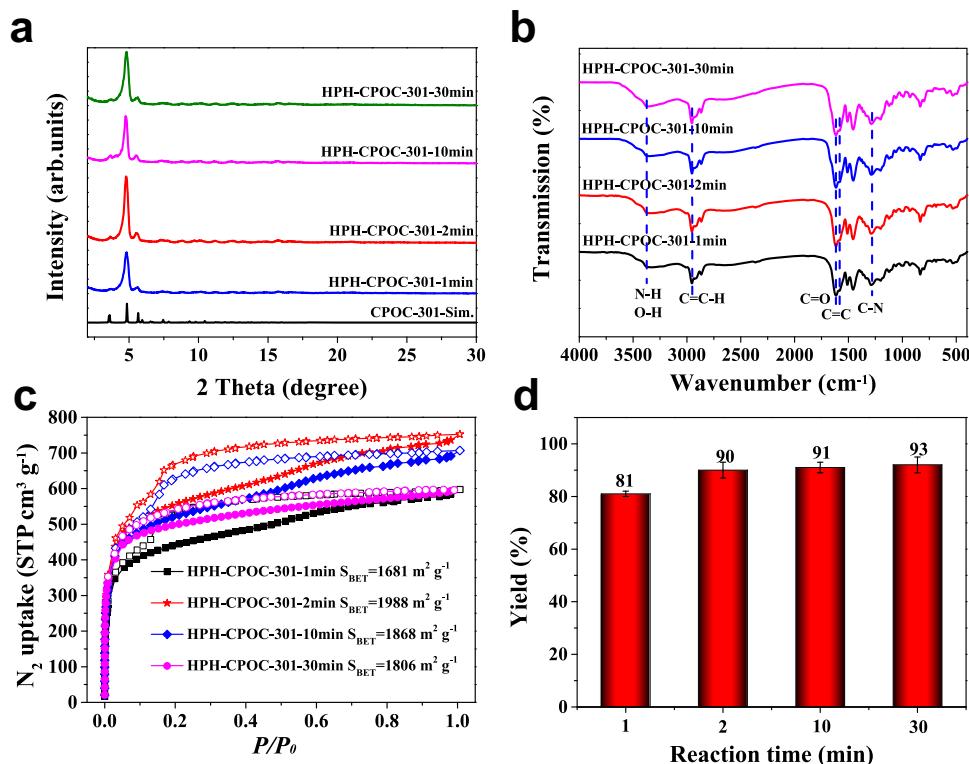 a
HPH-CPOC-301-30min
HPH-CPOC-301-10min
HPH-CPOC-301-2min
HPH-CPOC-301-1min
CPOC-301-Sim.
Intensity (arb.units)
5 10 15 20 25 30
2 Theta (degree)
b
HPH-CPOC-301-30min
HPH-CPOC-301-10min
HPH-CPOC-301-2min
HPH-CPOC-301-1min
N-H
O-H
C=C-H
C=O
C=C
C-N
Transmission (%)
4000 3500 3000 2500 2000 1500 1000 500
Wavenumber (cm⁻¹)
c
800
700
600
500
400
300
200
100
0
N₂ uptake (STP cm³ g⁻¹)
HPH-CPOC-301-1min S_BET=1681 m² g⁻¹
HPH-CPOC-301-2min S_BET=1988 m² g⁻¹
HPH-CPOC-301-10min S_BET=1868 m² g⁻¹
HPH-CPOC-301-30min S_BET=1806 m² g⁻¹
0.0 0.2 0.4 0.6 0.8 1.0
P/P₀
d
100
80
60
40
20
0
Yield (%)
81 90 91 93
1 2 10 30
Reaction time (min)